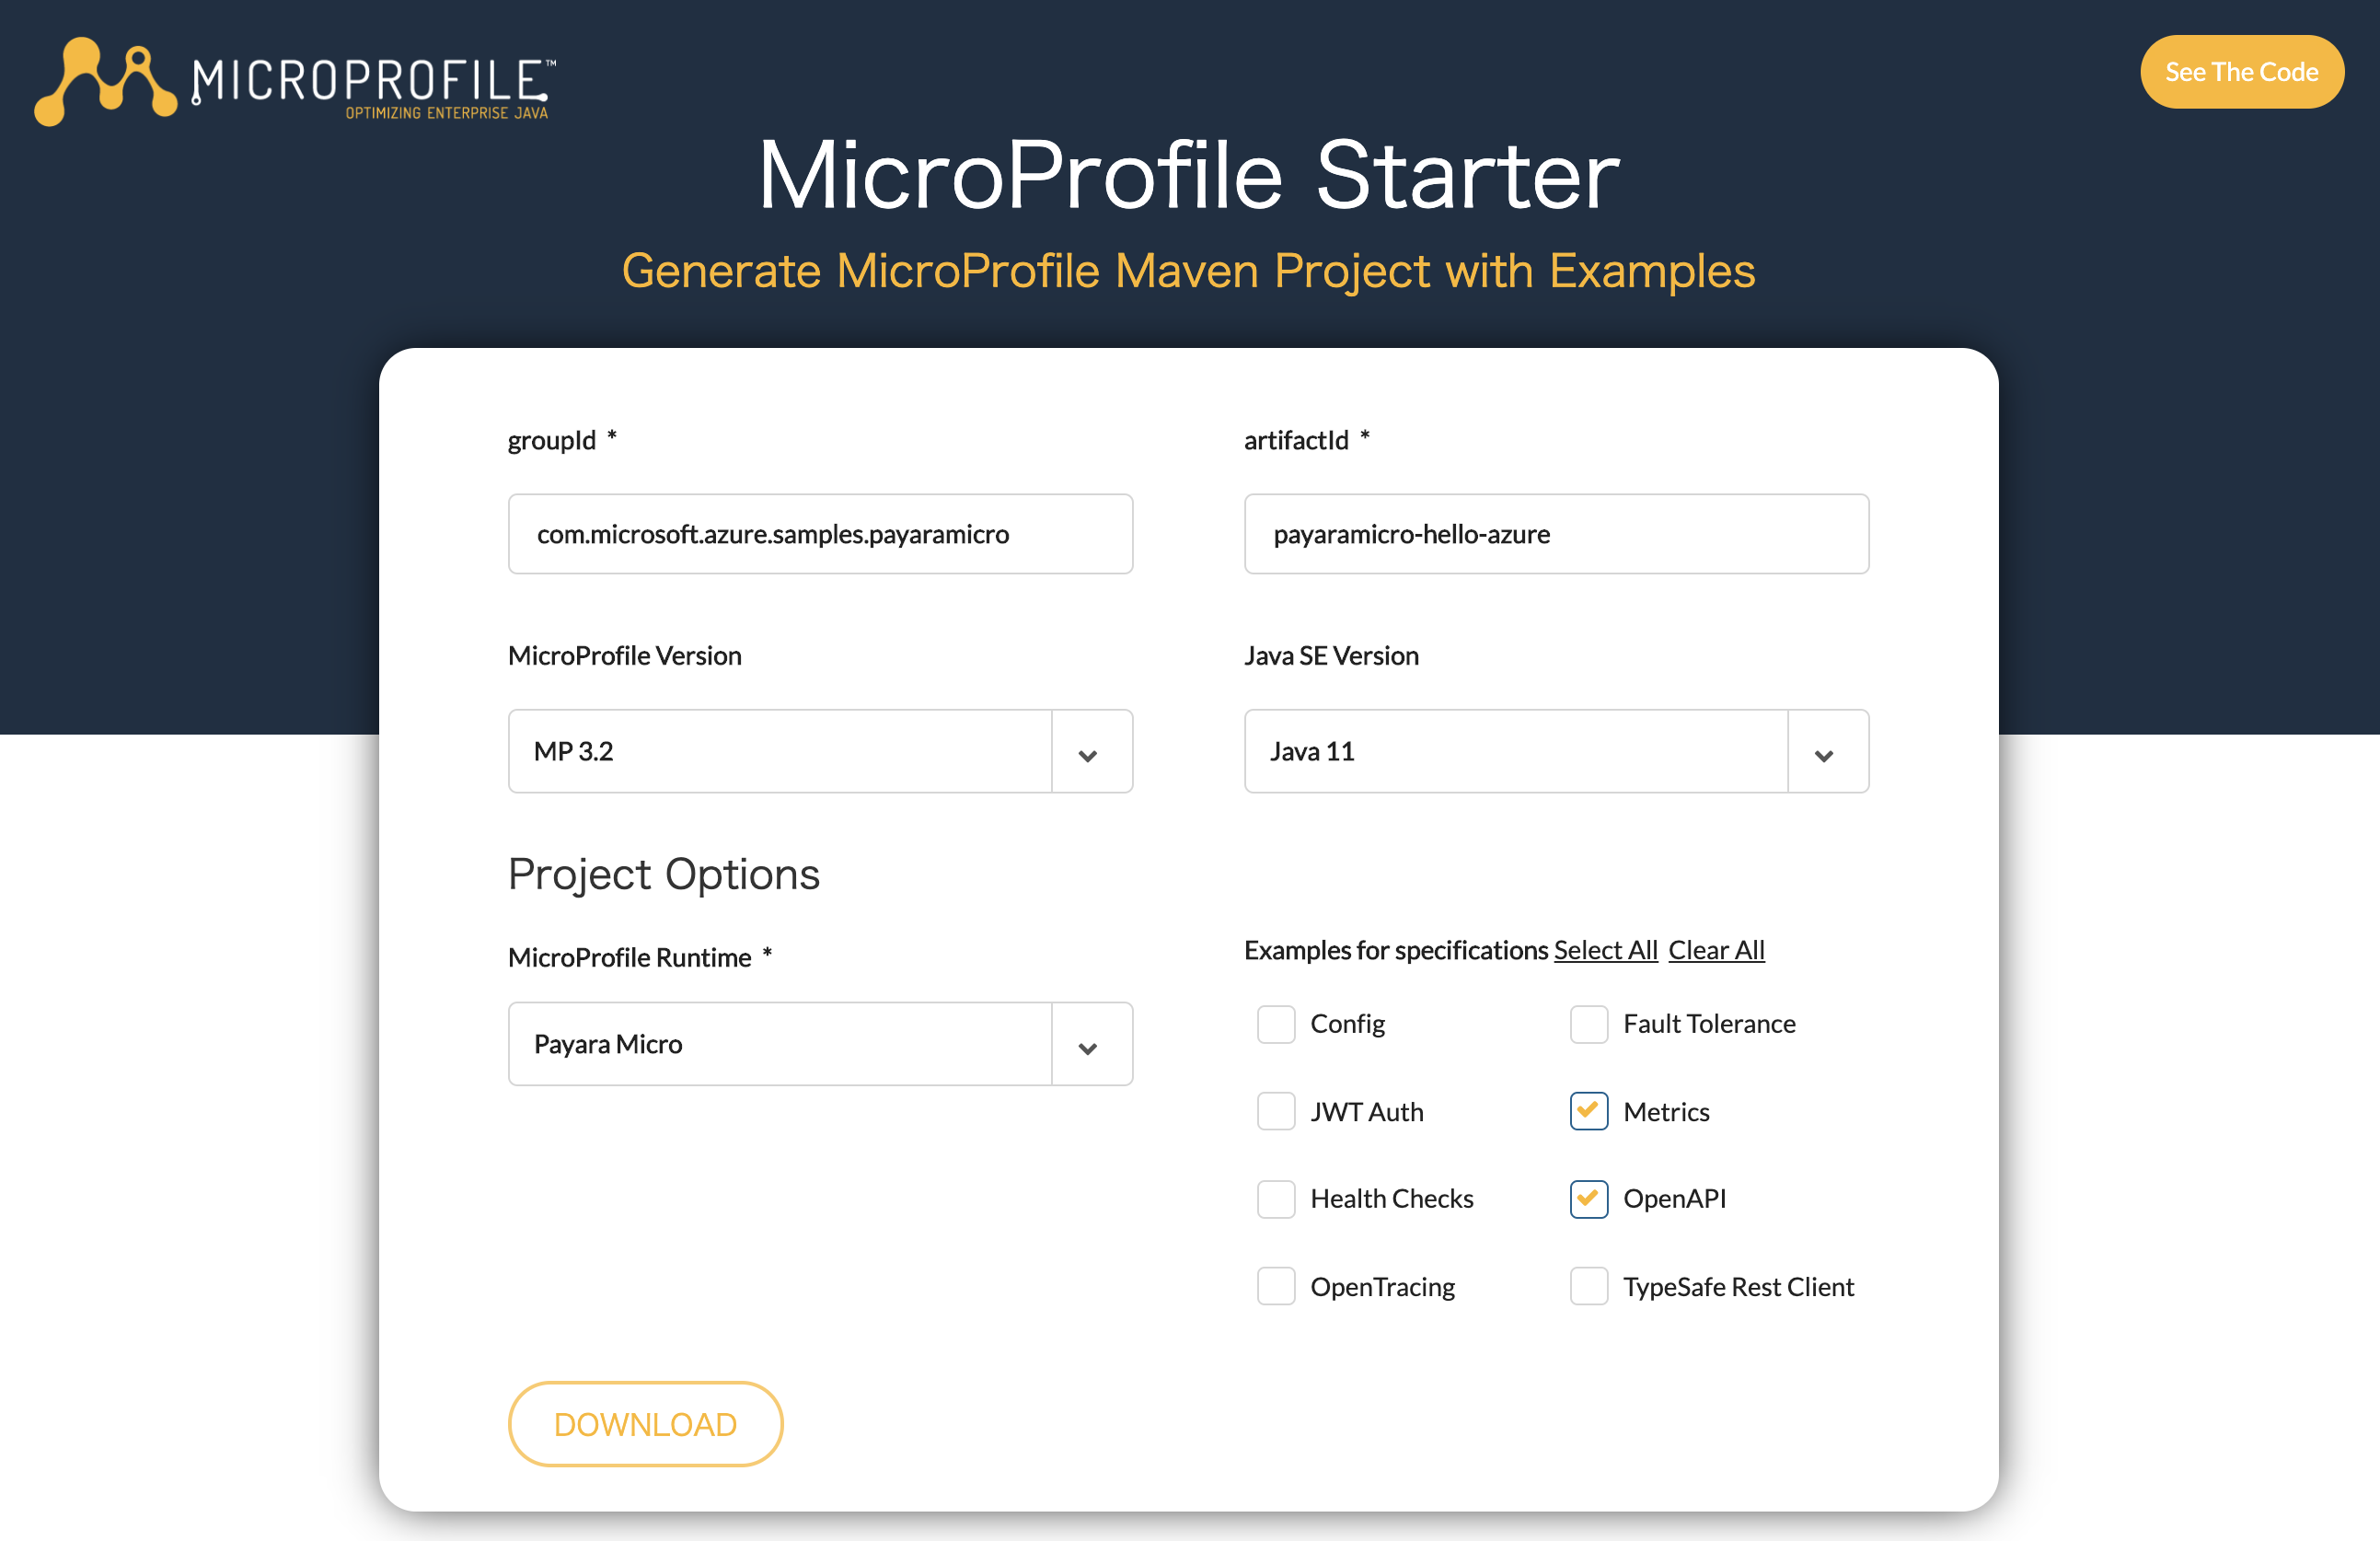 MICROPROFILE™
OPTIMIZING ENTERPRISE JAVA
See The Code
MicroProfile Starter
Generate MicroProfile Maven Project with Examples
groupId *
artifactId *
com.microsoft.azure.samples.payaramicro
payaramicro-hello-azure
MicroProfile Version
Java SE Version
MP 3.2
Java 11
Project Options
MicroProfile Runtime *
Examples for specifications Select All Clear All
Payara Micro
Config
Fault Tolerance
JWT Auth
Metrics
Health Checks
OpenAPI
OpenTracing
TypeSafe Rest Client
DOWNLOAD